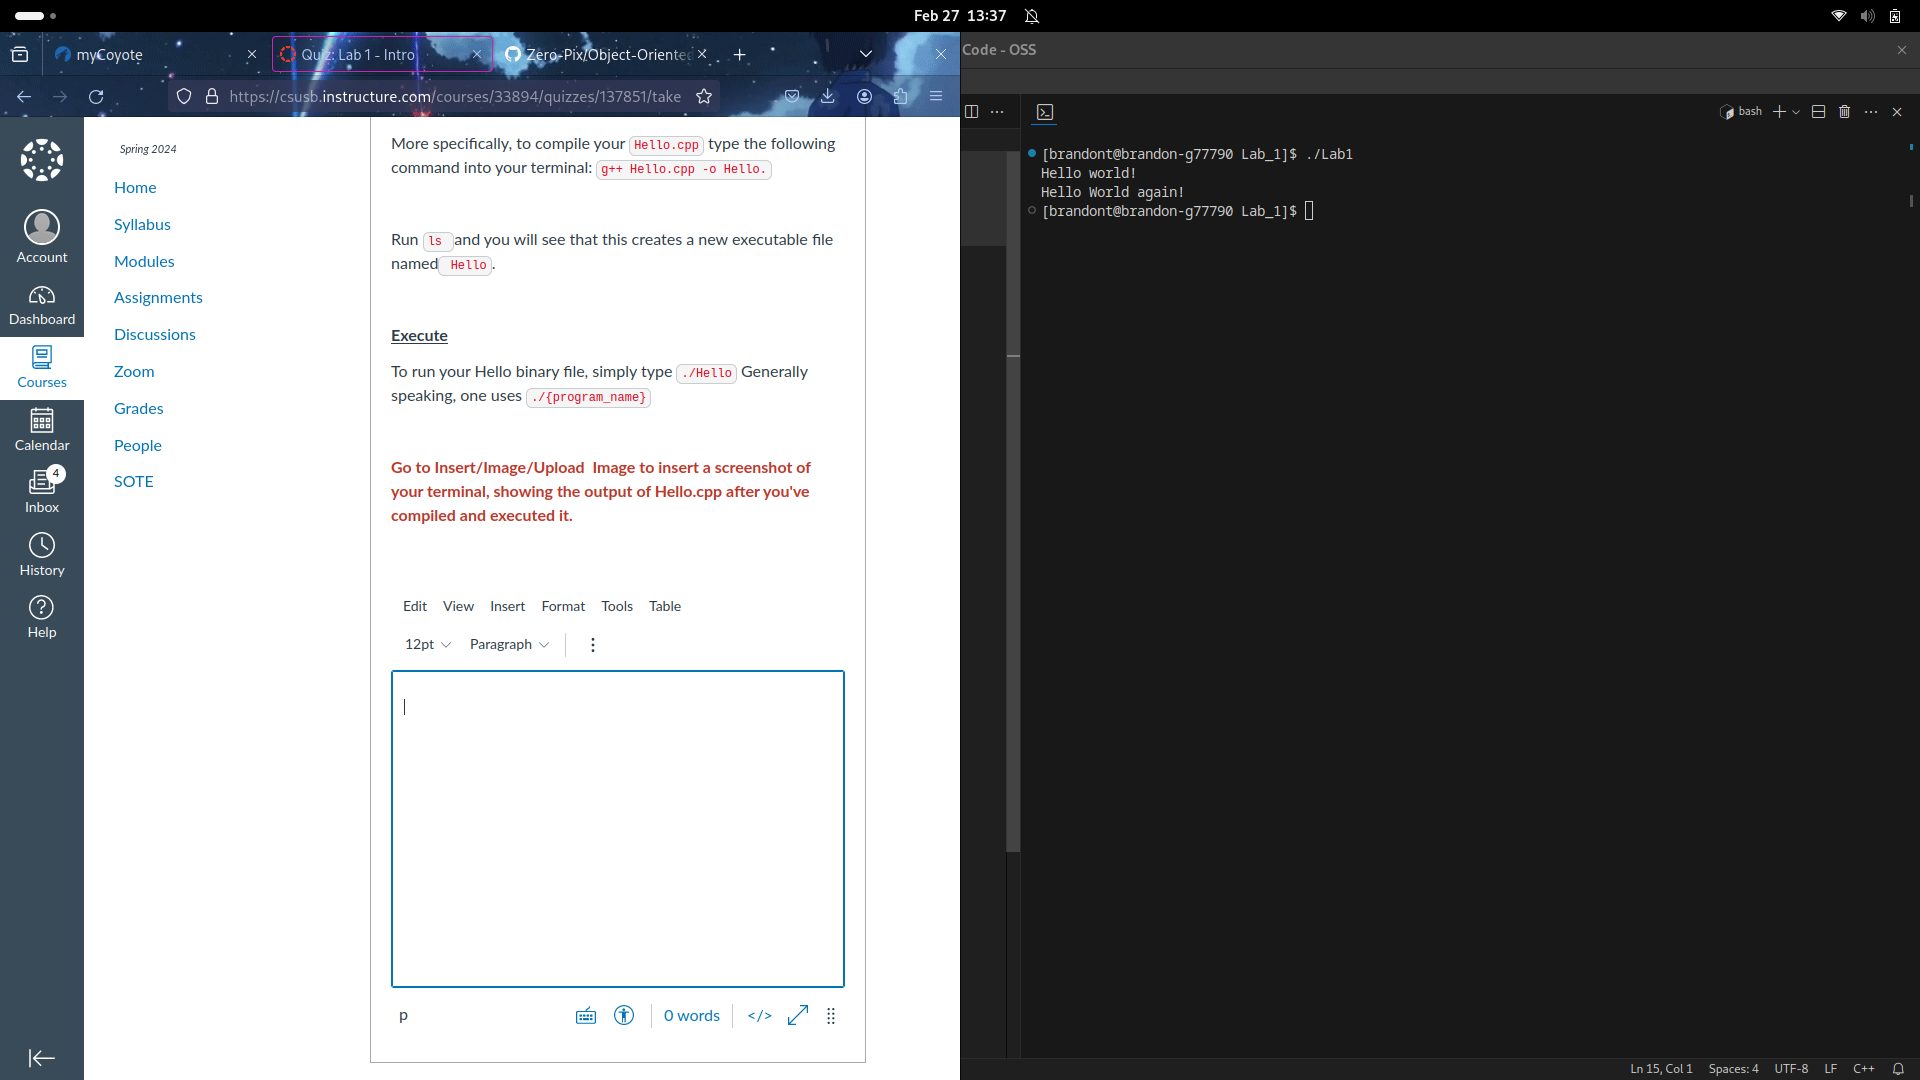 Feb 27 13:37
myCoyote
Quiz: Lab 1 - Intro
Zero-Pix/Object-Oriented
https://csusb.instructure.com/courses/33894/quizzes/137851/take
Account
Dashboard
Courses
Calendar
4
Inbox
History
Help
Spring 2024
Home
Syllabus
Modules
Assignments
Discussions
Zoom
Grades
People
SOTE
More specifically, to compile your Hello.cpp type the following
command into your terminal: g++ Hello.cpp -o Hello.
Run ls and you will see that this creates a new executable file
named Hello.
Execute
To run your Hello binary file, simply type ./Hello Generally
speaking, one uses ./{program_name}
Go to Insert/Image/Upload Image to insert a screenshot of
your terminal, showing the output of Hello.cpp after you've
compiled and executed it.
Edit View Insert Format Tools Table
12pt Paragraph
p 0 words </>
Code - OSS
bash
[brandont@brandon-g77790 Lab_1]$ ./Lab1
Hello world!
Hello World again!
[brandont@brandon-g77790 Lab_1]$
Ln 15, Col 1 Spaces: 4 UTF-8 LF C++